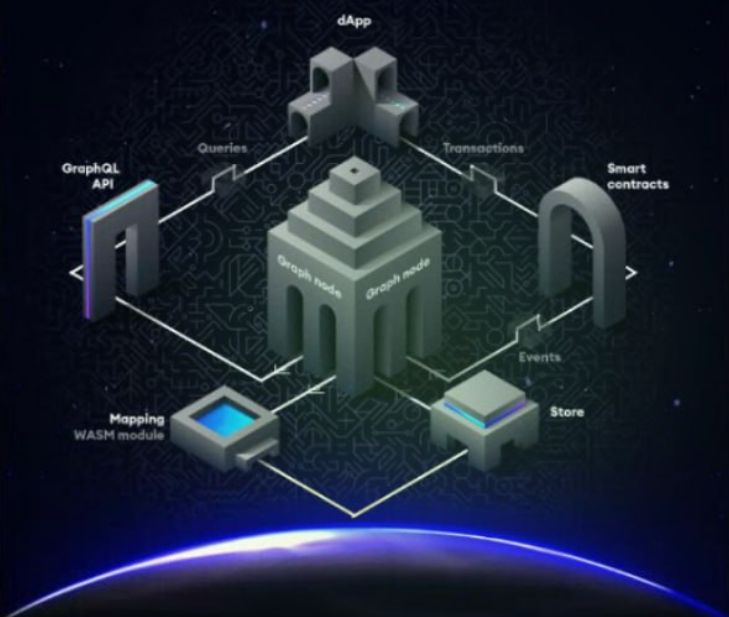 dApp
Queries
Transactions
GraphQL
API
Smart
contracts
Graph node
Graph node
Events
Mapping
WASM module
Store